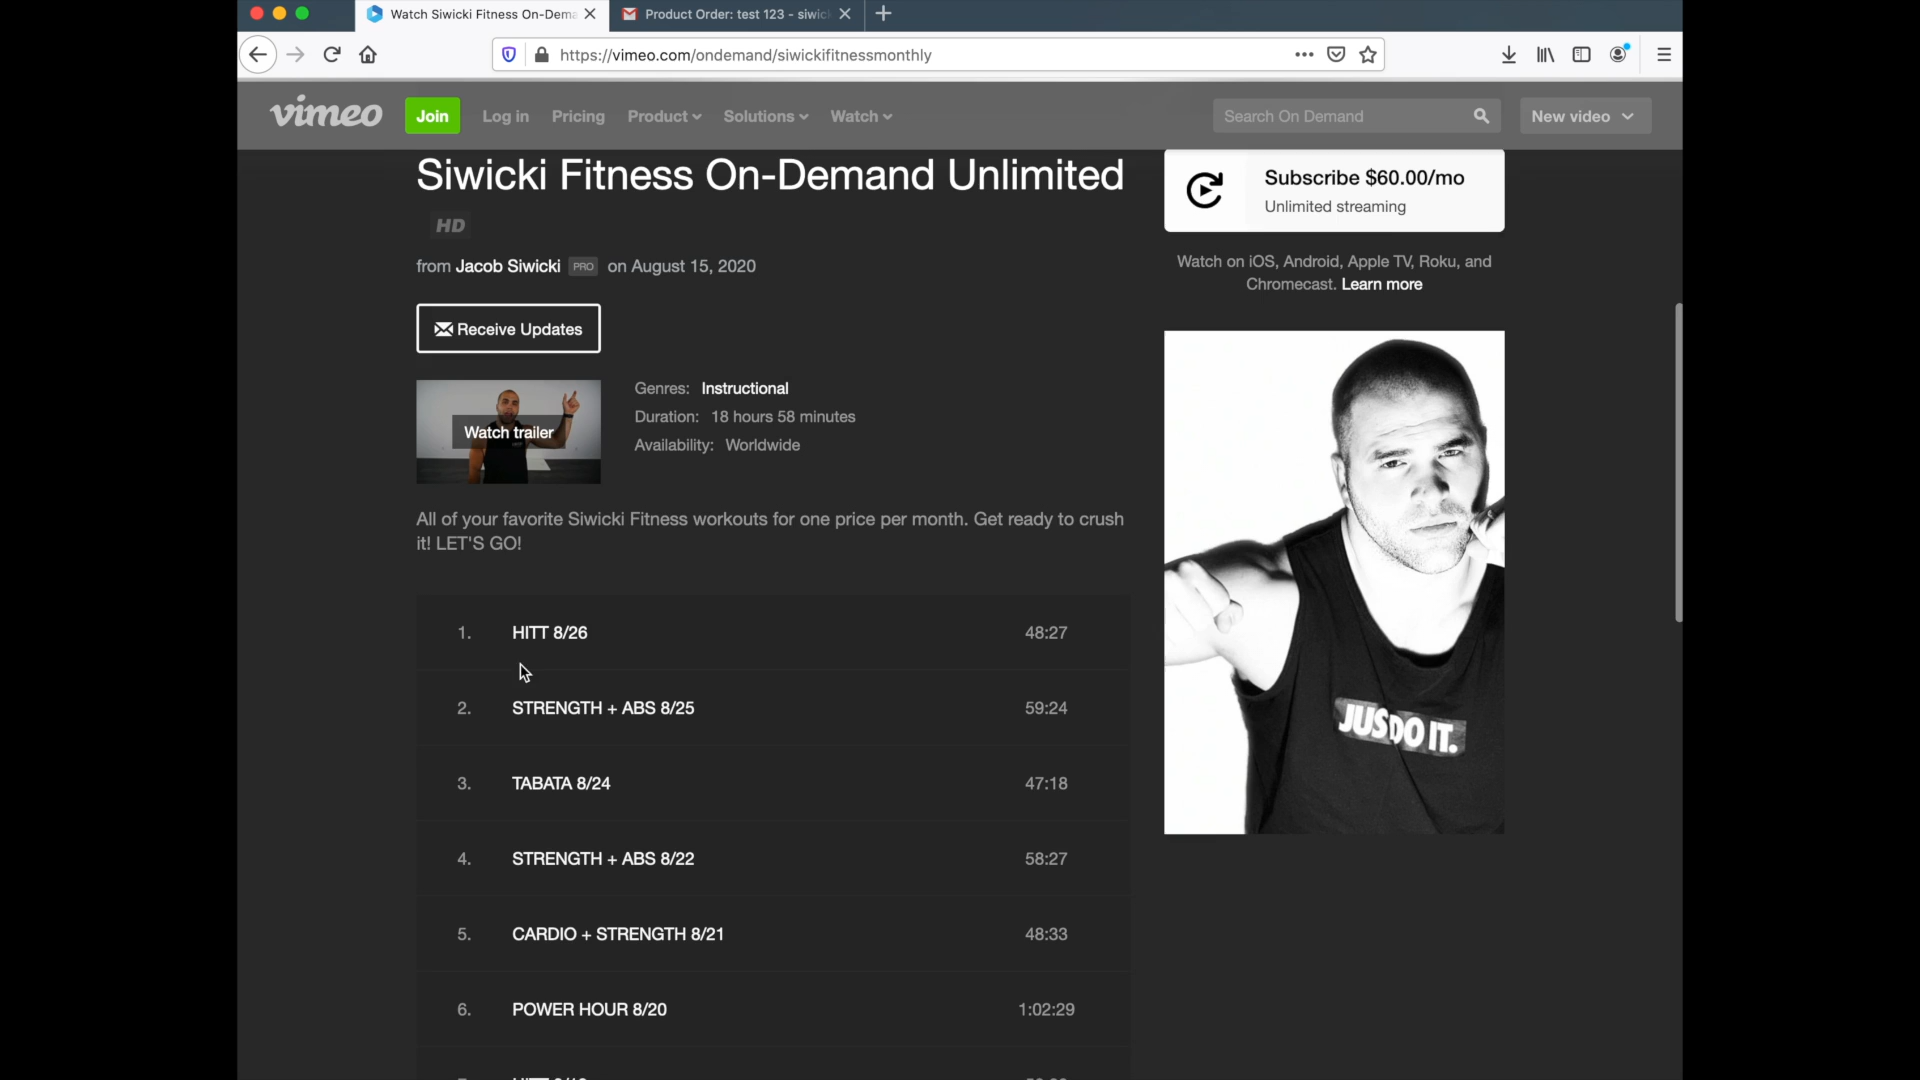 Watch Siwicki Fitness On-Dema
Product Order: test 123 - siwic
https://vimeo.com/ondemand/siwickifitnessmonthly
vimeo
Join
Log in
Pricing
Product
Solutions
Watch
Search On Demand
New video
Siwicki Fitness On-Demand Unlimited
HD
from Jacob Siwicki PRO on August 15, 2020
Receive Updates
Watch trailer
Genres: Instructional
Duration: 18 hours 58 minutes
Availability: Worldwide
All of your favorite Siwicki Fitness workouts for one price per month. Get ready to crush
it! LET'S GO!
1. HITT 8/26 48:27
2. STRENGTH + ABS 8/25 59:24
3. TABATA 8/24 47:18
4. STRENGTH + ABS 8/22 58:27
5. CARDIO + STRENGTH 8/21 48:33
6. POWER HOUR 8/20 1:02:29
Subscribe $60.00/mo
Unlimited streaming
Watch on iOS, Android, Apple TV, Roku, and
Chromecast. Learn more
JUS DO IT.